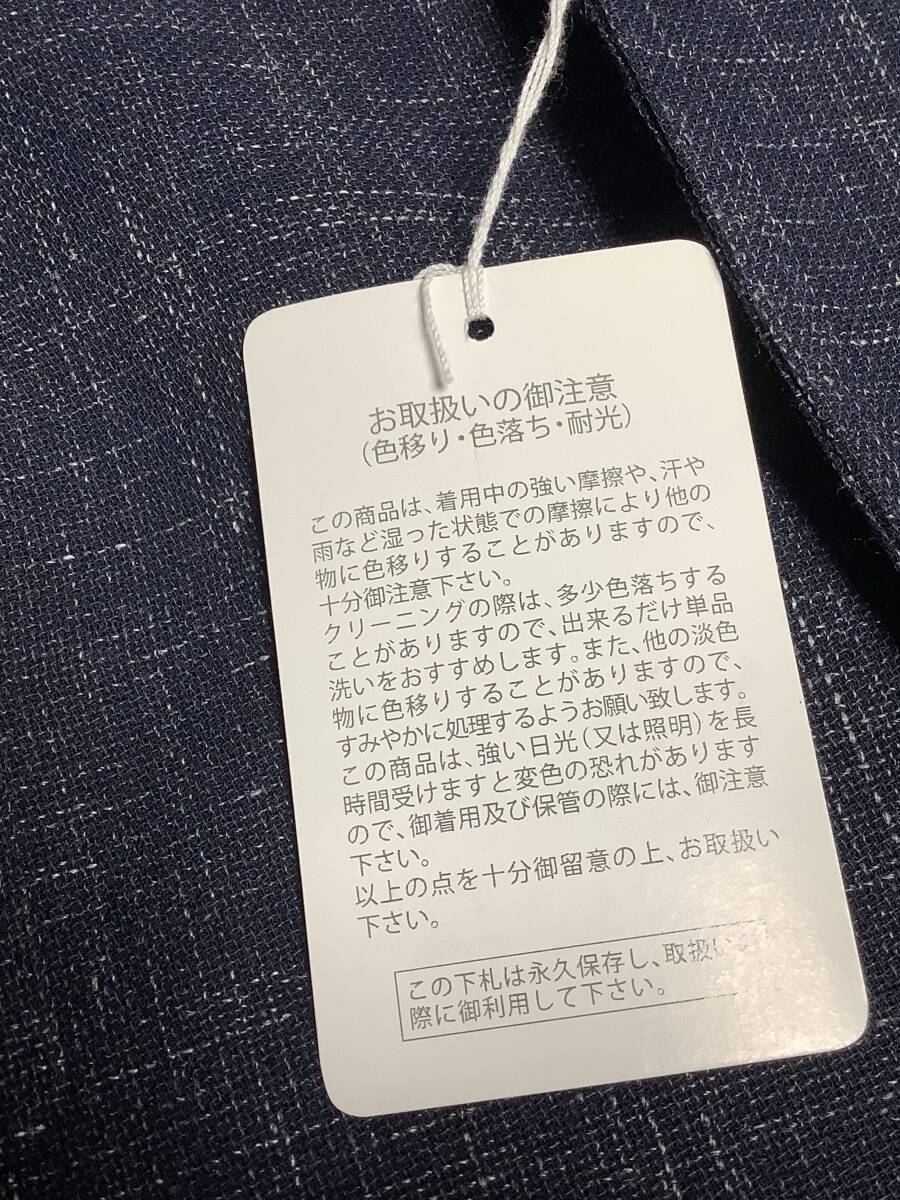 お取扱いの御注意
(色移り・色落ち・耐光)
この商品は、着用中の強い摩擦や、汗や
雨など湿った状態での摩擦により他の
物に色移りすることがありますので、
十分御注意下さい。
クリーニングの際は、多少色落ちする
ことがありますので、出来るだけ単品
洗いをおすすめします。また、他の淡色
物に色移りすることがありますので、
すみやかに処理するようお願い致します。
この商品は、強い日光(又は照明)を長
時間受けますと変色の恐れがあります
ので、御着用及び保管の際には、御注意
下さい。
以上の点を十分御留意の上、お取扱い
下さい。
この下札は永久保存し、取扱いの
際に御利用して下さい。